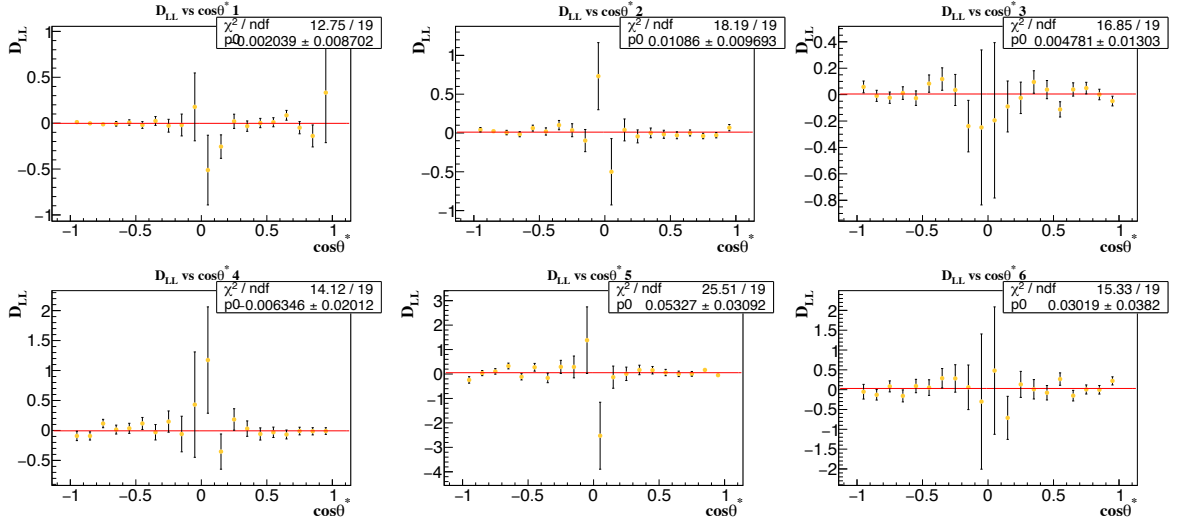 D_LL vs cosθ* 1
χ² / ndf 12.75 / 19
p0 0.002039 ± 0.008702
D_LL
1
0.5
0
−0.5
−1
−1 −0.5 0 0.5 1
cosθ*
D_LL vs cosθ* 2
χ² / ndf 18.19 / 19
p0 0.01086 ± 0.009693
D_LL
1
0.5
0
−0.5
−1
−1 −0.5 0 0.5 1
cosθ*
D_LL vs cosθ* 3
χ² / ndf 16.85 / 19
p0 0.004781 ± 0.01303
D_LL
0.4
0.2
0
−0.2
−0.4
−0.6
−0.8
−1 −0.5 0 0.5 1
cosθ*
D_LL vs cosθ* 4
χ² / ndf 14.12 / 19
p0 −0.006346 ± 0.02012
D_LL
2
1.5
1
0.5
0
−0.5
−1 −0.5 0 0.5 1
cosθ*
D_LL vs cosθ* 5
χ² / ndf 25.51 / 19
p0 0.05327 ± 0.03092
D_LL
3
2
1
0
−1
−2
−3
−4
−1 −0.5 0 0.5 1
cosθ*
D_LL vs cosθ* 6
χ² / ndf 15.33 / 19
p0 0.03019 ± 0.0382
D_LL
2
1.5
1
0.5
0
−0.5
−1
−1.5
−2
−1 −0.5 0 0.5 1
cosθ*